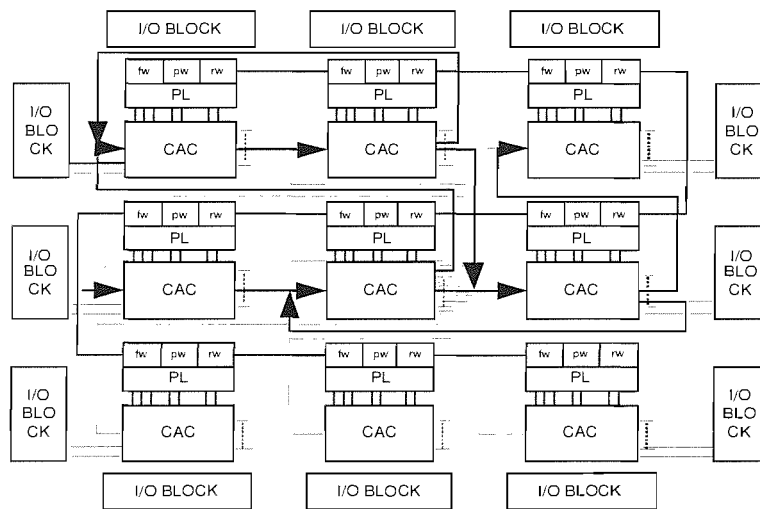 I/O BLOCK I/O BLOCK I/O BLOCK
fw pw rw fw pw rw fw pw rw
PL PL PL
I/O
BLO
CK
CAC CAC CAC
I/O
BLO
CK
fw pw rw fw pw rw fw pw rw
PL PL PL
I/O
BLO
CK
CAC CAC CAC
I/O
BLO
CK
fw pw rw fw pw rw fw pw rw
PL PL PL
I/O
BLO
CK
CAC CAC CAC
I/O
BLO
CK
I/O BLOCK I/O BLOCK I/O BLOCK